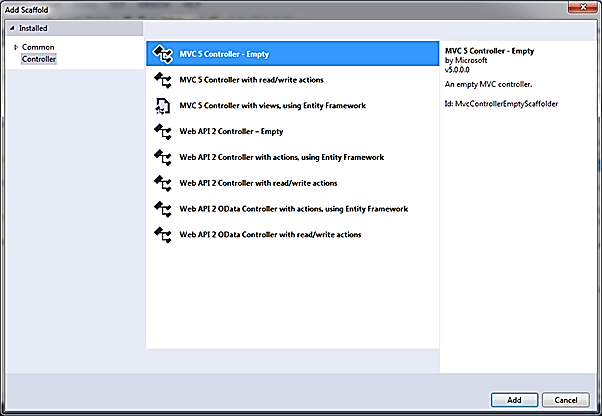 Add Scaffold
Installed
Common
Controller
MVC 5 Controller - Empty
MVC 5 Controller with read/write actions
MVC 5 Controller with views, using Entity Framework
Web API 2 Controller – Empty
Web API 2 Controller with actions, using Entity Framework
Web API 2 Controller with read/write actions
Web API 2 OData Controller with actions, using Entity Framework
Web API 2 OData Controller with read/write actions
MVC 5 Controller - Empty
by Microsoft
v5.0.0.0
An empty MVC controller.
Id: MvcControllerEmptyScaffolder
Add
Cancel